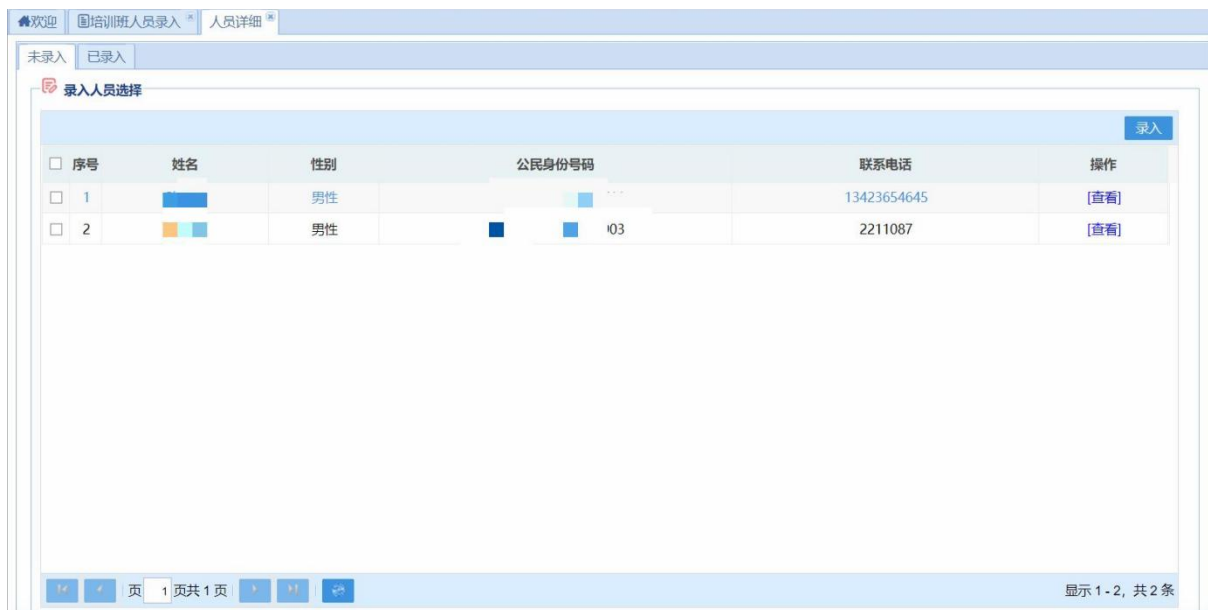 欢迎 培训班人员录入 人员详细
未录入 已录入
录入人员选择
录入
序号 姓名 性别 公民身份号码 联系电话 操作
1 男性 13423654645 [查看]
2 男性 03 2211087 [查看]
页 1 页共1页 显示1-2, 共2条